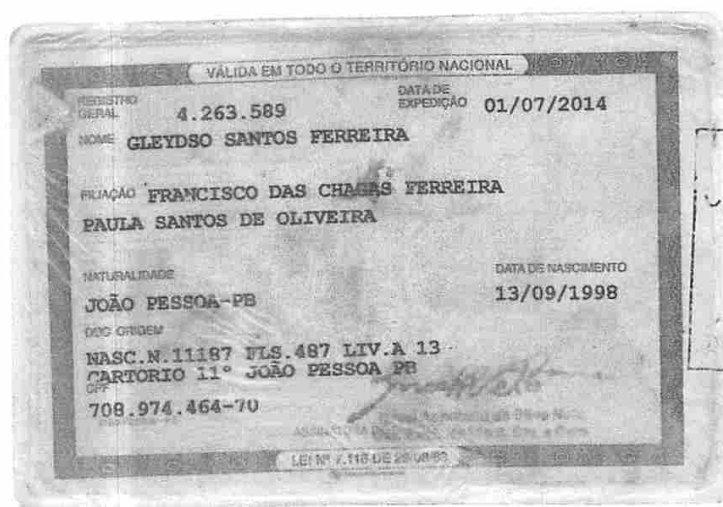 VÁLIDA EM TODO O TERRITÓRIO NACIONAL
REGISTRO GERAL 4.263.589 DATA DE EXPEDIÇÃO 01/07/2014
NOME GLEYDSO SANTOS FERREIRA
FILIAÇÃO FRANCISCO DAS CHAGAS FERREIRA
PAULA SANTOS DE OLIVEIRA
NATURALIDADE DATA DE NASCIMENTO
JOÃO PESSOA-PB 13/09/1998
DOC ORIGEM
NASC.N.11187 FLS.487 LIV.A 13
CARTORIO 11º JOÃO PESSOA PB
CPF
708.974.464-70
LEI Nº 7.116 DE 29/08/83